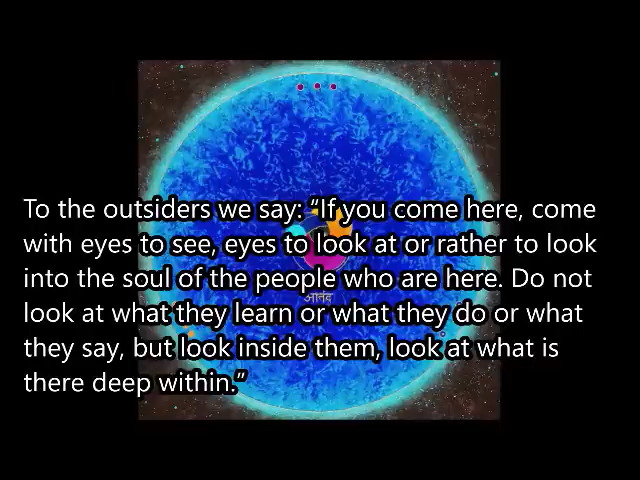 To the outsiders we say: “If you come here, come
with eyes to see, eyes to look at or rather to look
into the soul of the people who are here. Do not
look at what they learn or what they do or what
they say, but look inside them, look at what is
there deep within.”